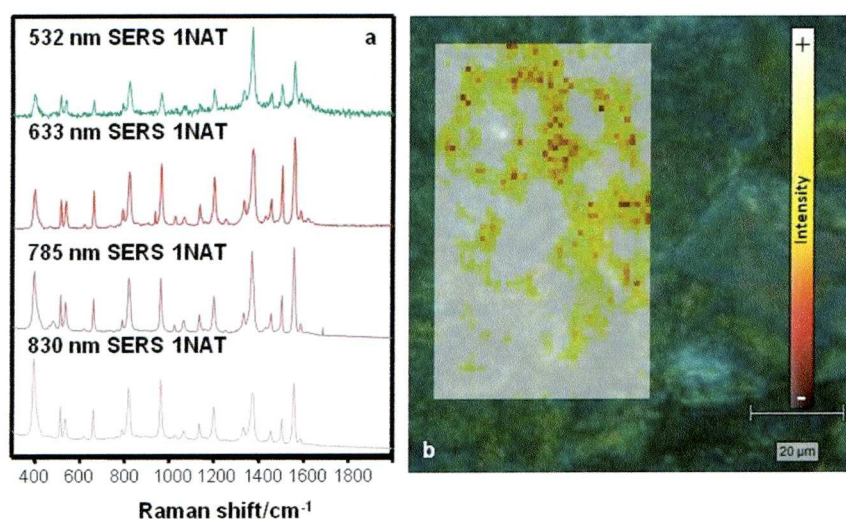 532 nm SERS 1NAT
a
633 nm SERS 1NAT
785 nm SERS 1NAT
830 nm SERS 1NAT
400 600 800 1000 1200 1400 1600 1800
Raman shift/cm⁻¹
+
Intensity
-
20 µm
b